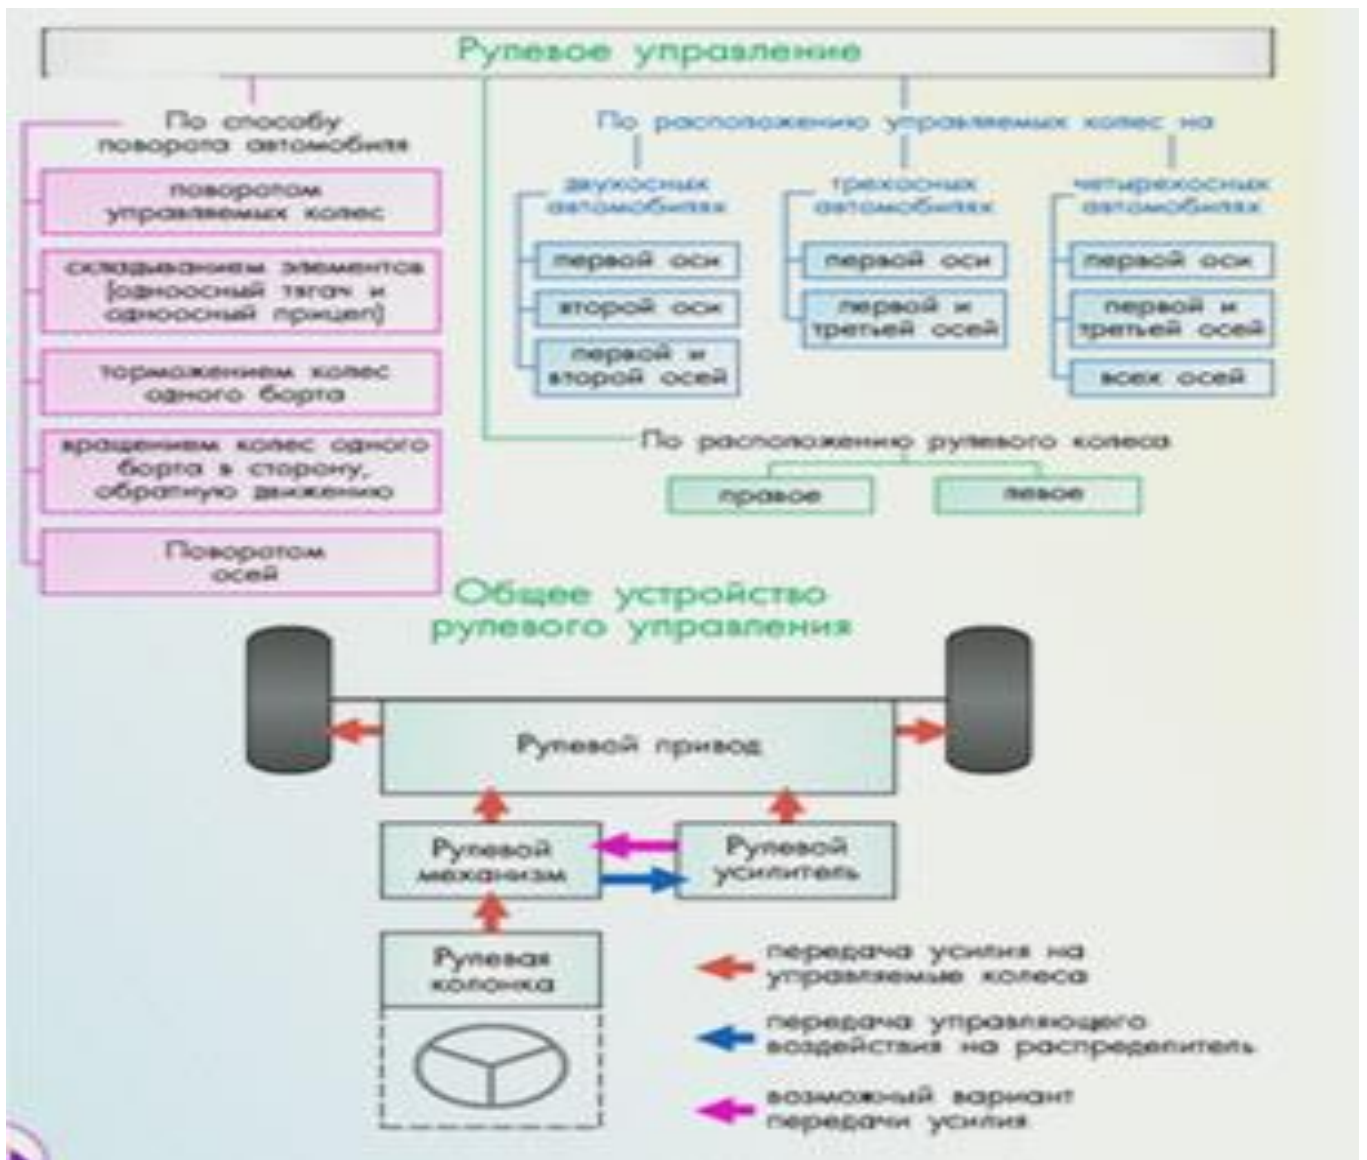 Рулевое управление
По способу
поворота автомобиля
поворотом
управляемых колес
складыванием элементов
(одноосный тягач и
одноосный прицеп)
торможением колес
одного борта
вращением колес одного
борта в сторону,
обратную движению
Поворотом
осей
По расположению управляемых колес на
двухосных
автомобилях
первой оси
второй оси
первой и
второй осей
трехосных
автомобилях
первой оси
первой и
третьей осей
четырехосных
автомобилях
первой оси
первой и
третьей осей
всех осей
По расположению рулевого колеса
правое
левое
Общее устройство
рулевого управления
Рулевой привод
Рулевой
механизм
Рулевой
усилитель
Рулевая
колонка
передача усилия на
управляемые колеса
передача управляющего
воздействия на распределитель
возможный вариант
передачи усилия